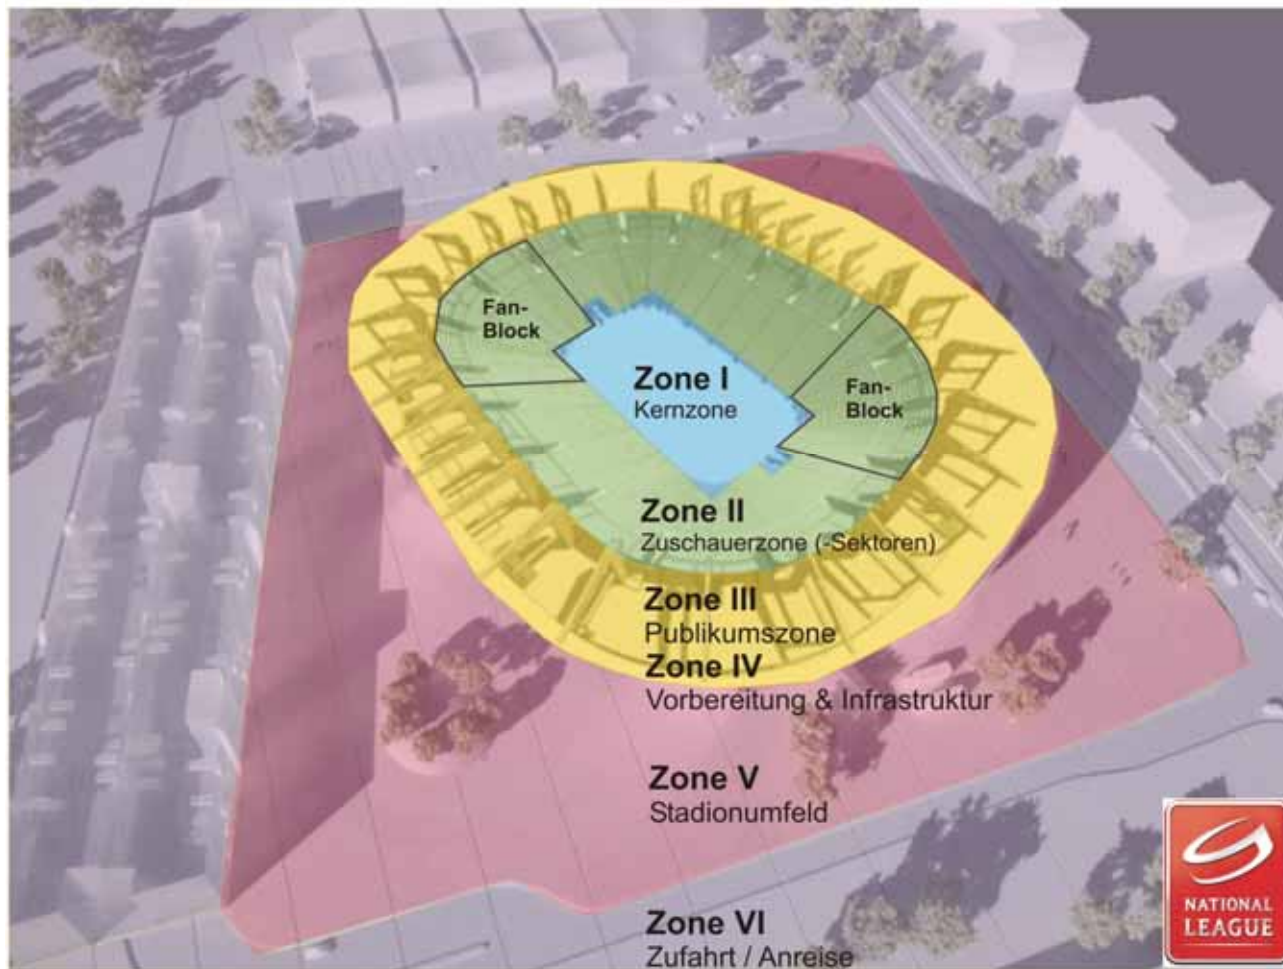 Fan-
Block
Zone I
Kernzone
Fan-
Block
Zone II
Zuschauerzone (-Sektoren)
Zone III
Publikumszone
Zone IV
Vorbereitung & Infrastruktur
Zone V
Stadionumfeld
Zone VI
Zufahrt / Anreise
NATIONAL
LEAGUE